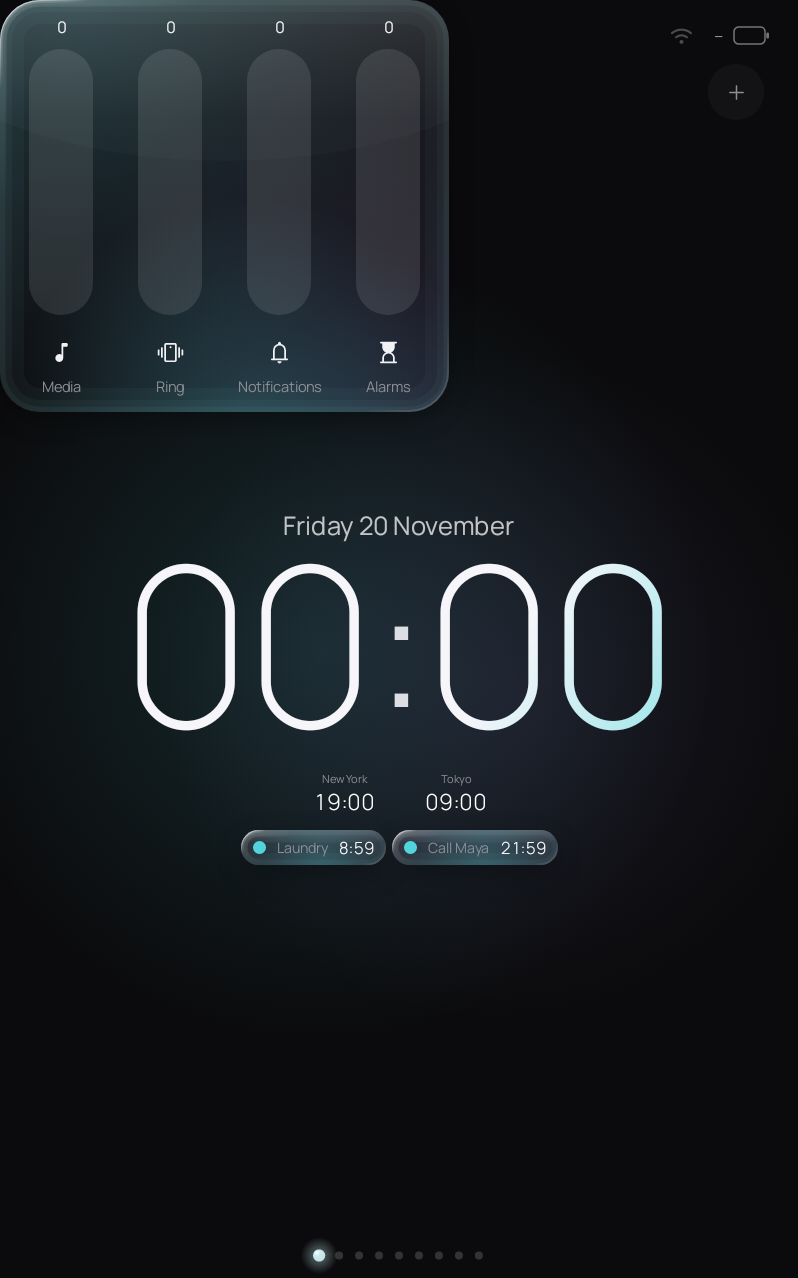 0 0 0 0
Media Ring Notifications Alarms
Friday 20 November
00:00
New York Tokyo
19:00 09:00
Laundry 8:59 Call Maya 21:59